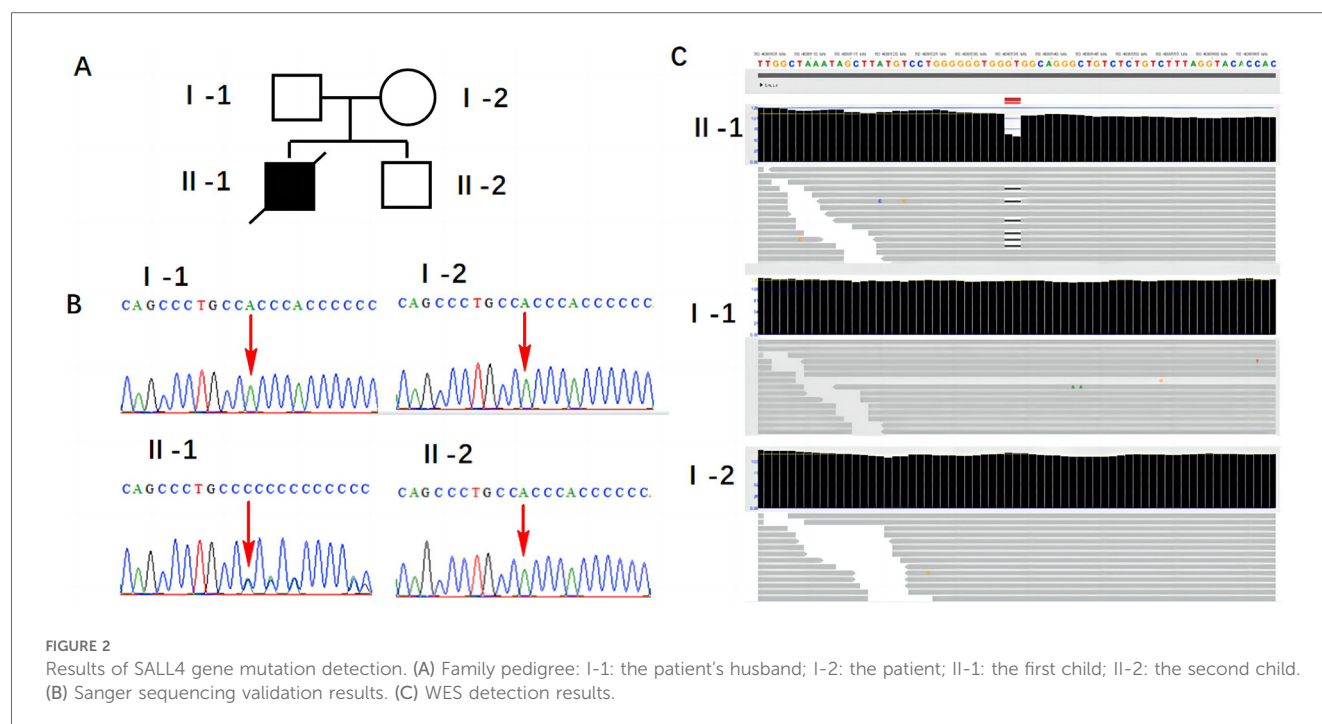 A
I -1
I -2
II -1
II -2
B
I -1
I -2
CAGCCCTGCCACCCACCCCCC
CAGCCCTGCCACCCACCCCCC.
II -1
II -2
CAGCCCTGCCCCCCCCCCCCC
CAGCCCTGCCACCCACCCCCC.
C
TTGGCTAAATAGCTTATGTCCTGGGGGGTGGGTGGCAGGGCTGTCTCTGTCTTTAGGTACACCAC
SALL4
II -1
I -1
I -2
FIGURE 2
Results of SALL4 gene mutation detection. (A) Family pedigree: I-1: the patient's husband; I-2: the patient; II-1: the first child; II-2: the second child.
(B) Sanger sequencing validation results. (C) WES detection results.